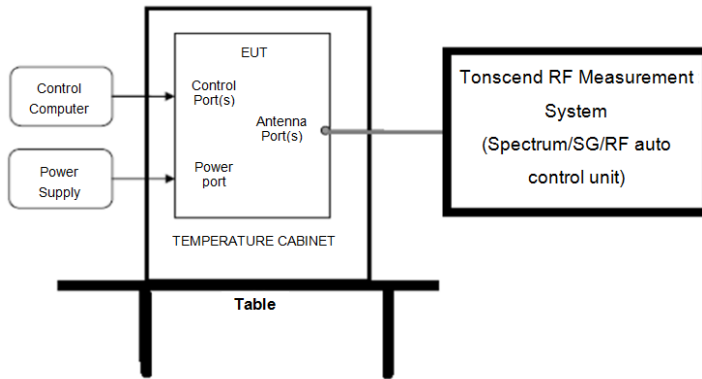 EUT
Control
Computer
Control
Port(s)
Antenna
Port(s)
Power
Supply
Power
port
TEMPERATURE CABINET
Table
Tonscend RF Measurement
System
(Spectrum/SG/RF auto
control unit)